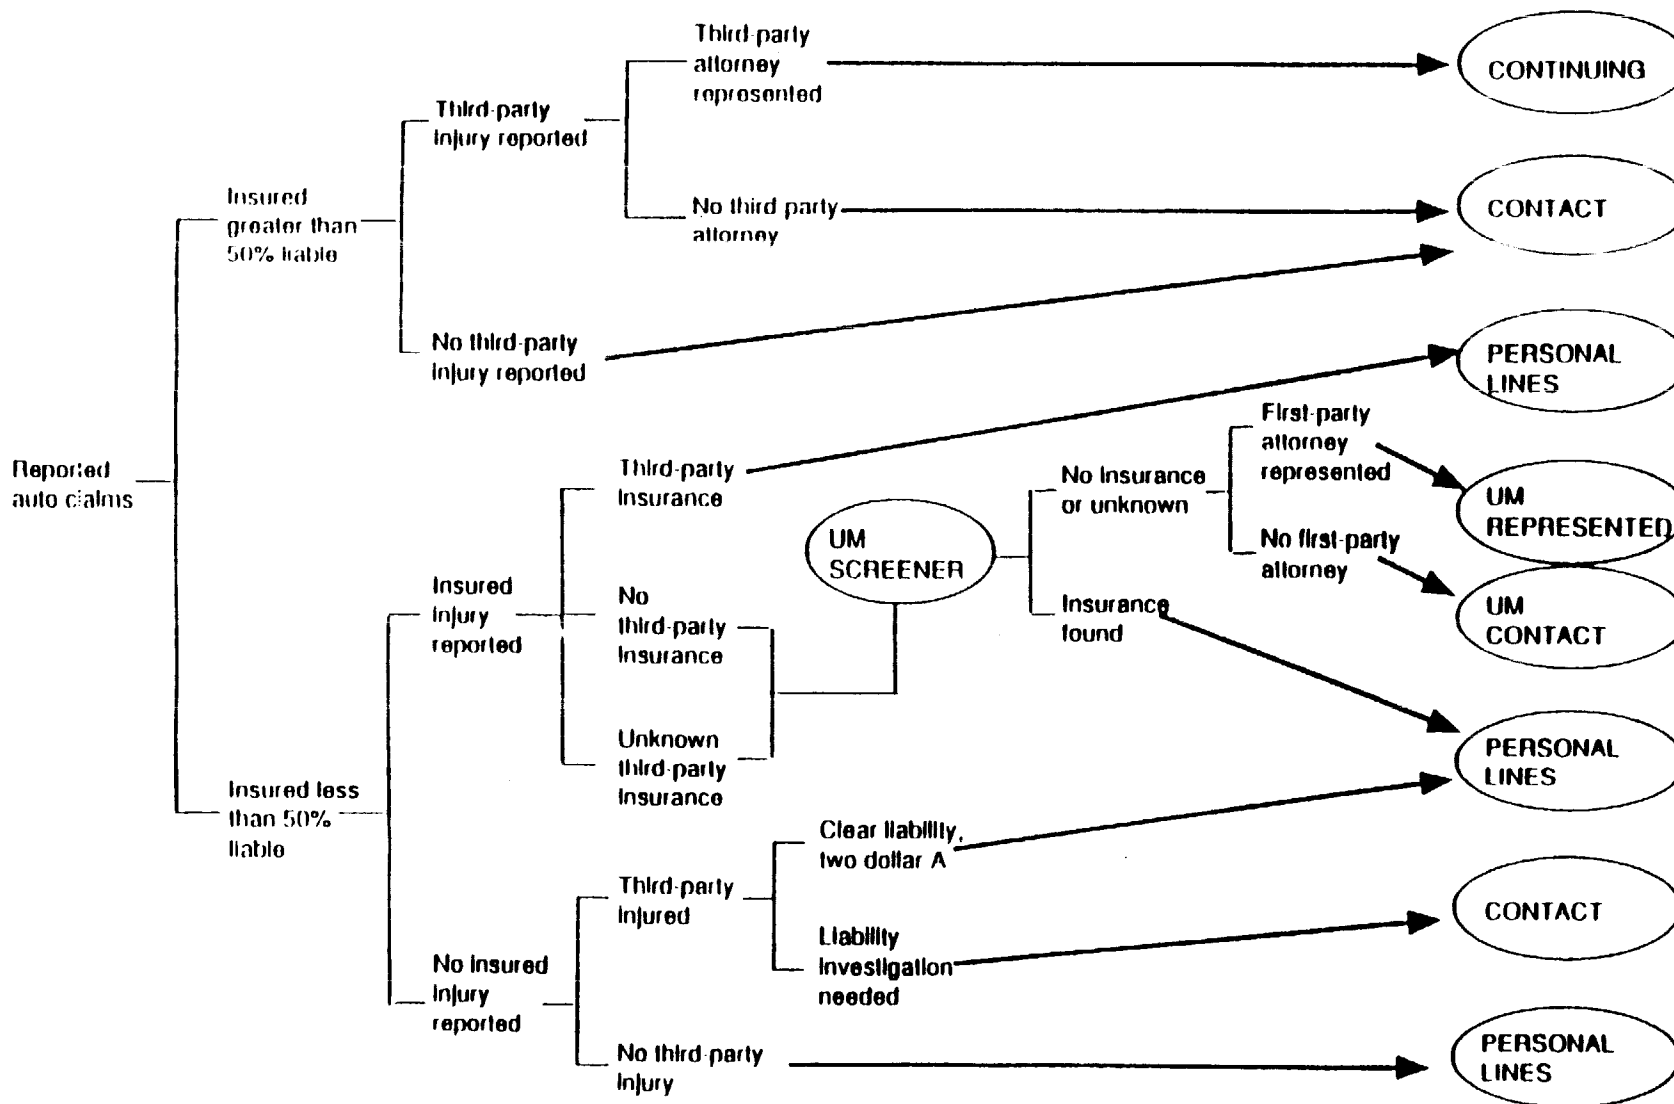 Third-party
attorney
represented
CONTINUING
Third-party
Injury reported
Insured
greater than
50% liable
No third party
attorney
CONTACT
No third-party
Injury reported
PERSONAL
LINES
Reported
auto claims
Third-party
Insurance
First-party
attorney
represented
No Insurance
or unknown
UM
REPRESENTED
UM
SCREENER
No first-party
attorney
Insured
Injury
reported
No
third-party
Insurance
Insurance
found
UM
CONTACT
Unknown
third-party
Insurance
PERSONAL
LINES
Insured less
than 50%
liable
Clear liability,
two dollar A
Third-party
Injured
Liability
investigation
needed
CONTACT
No insured
Injury
reported
No third-party
Injury
PERSONAL
LINES